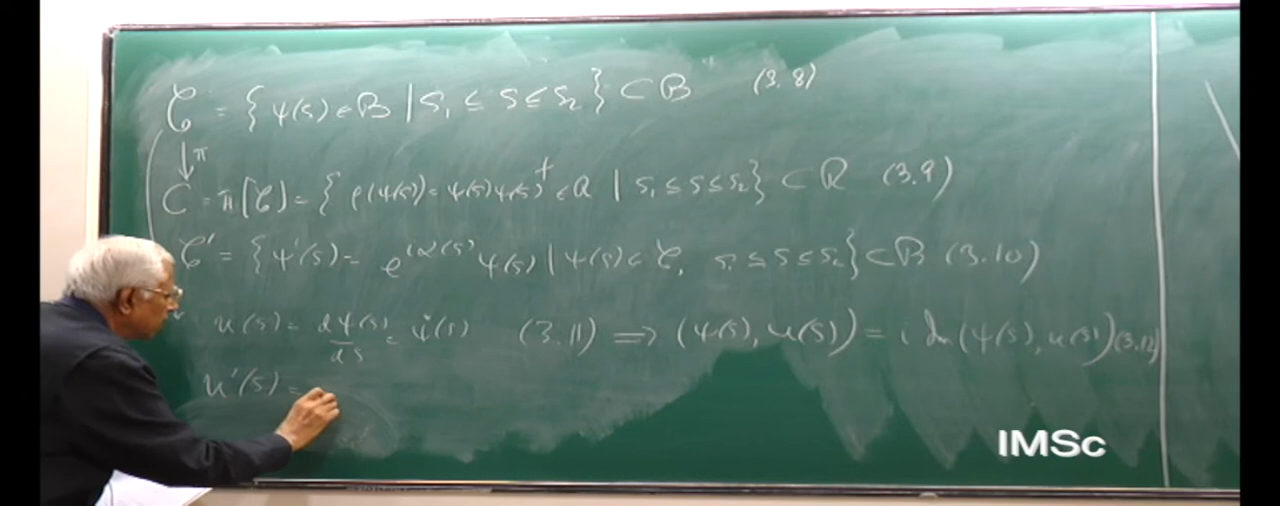 𝒞 = { ψ(s) ∈ B | s₁ ≤ s ≤ s₂ } ⊂ B (3.8)
↓π
C = π[𝒞] = { ρ(ψ(s)) = ψ(s)ψ(s)† ∈ R | s₁ ≤ s ≤ s₂ } ⊂ R (3.9)
𝒞' = { ψ'(s) = e^{iα(s)} ψ(s) | ψ(s) ∈ 𝒞, s₁ ≤ s ≤ s₂ } ⊂ B (3.10)
u(s) = dψ(s)/ds = ψ̇(s) (3.11) ⟹ (ψ(s), u(s)) = i Im(ψ(s), u(s)) (3.12)
u'(s) =
IMSc